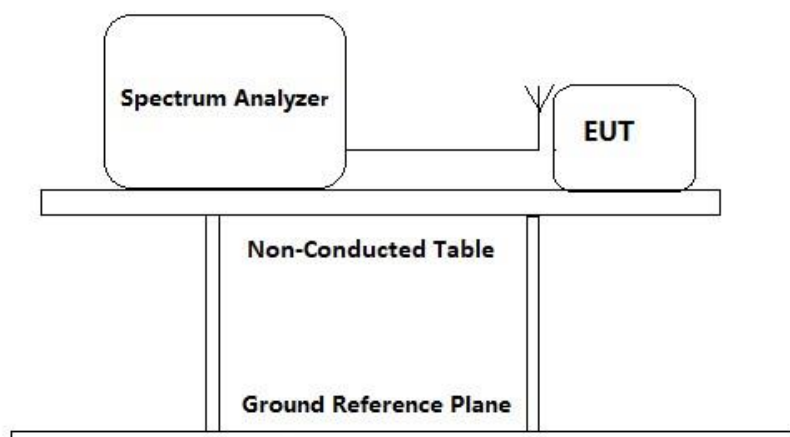 Spectrum Analyzer
EUT
Non-Conducted Table
Ground Reference Plane